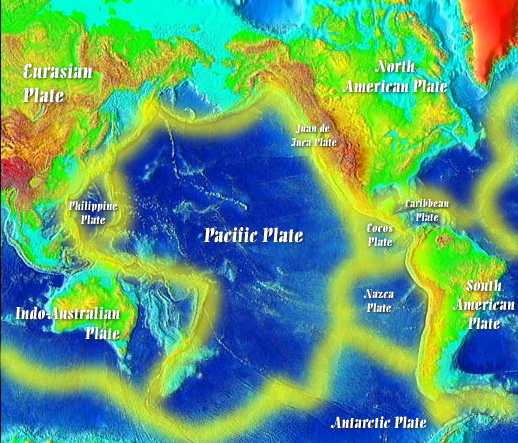 Eurasian
Plate
North
American Plate
Juan de
Fuca Plate
Philippine
Plate
Caribbean
Plate
Cocos
Plate
Pacific Plate
Nazca
Plate
South
American
Plate
Indo-Australian
Plate
Antarctic Plate